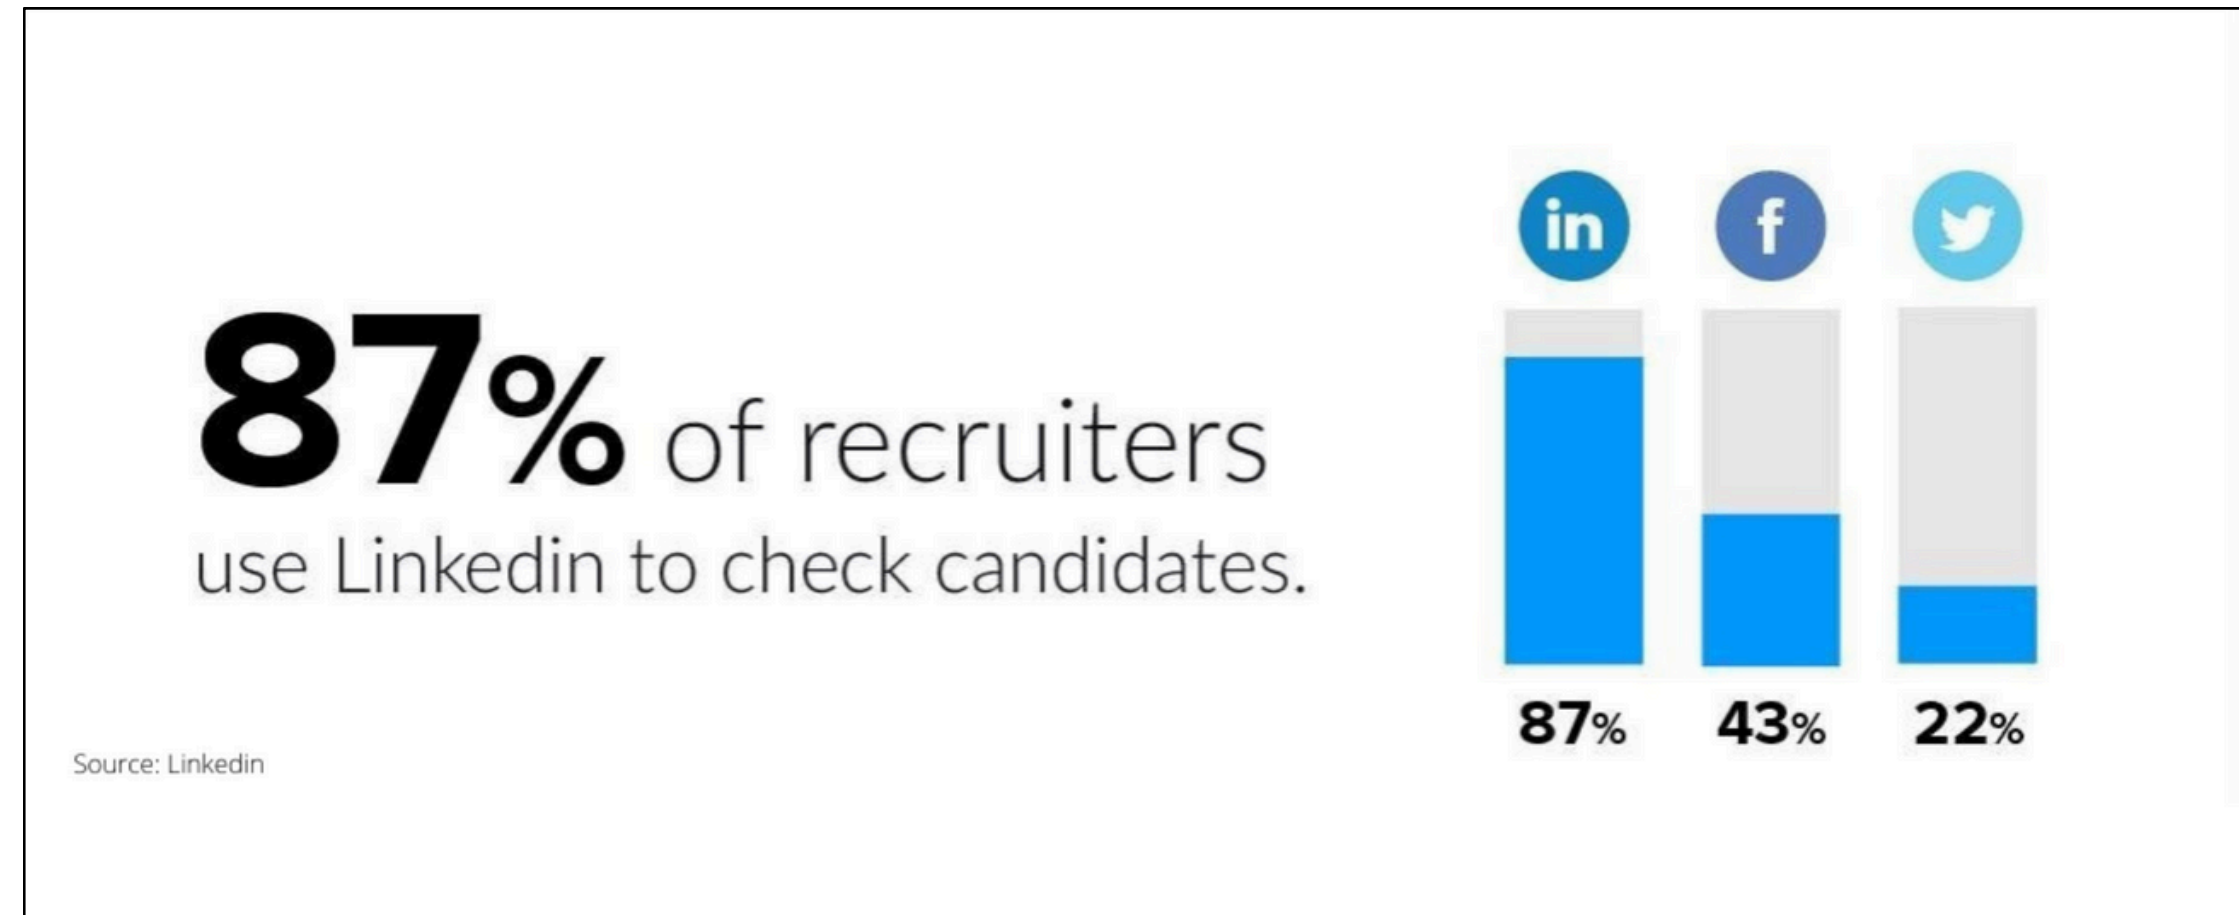 87% of recruiters
use Linkedin to check candidates.
in f
87% 43% 22%
Source: Linkedin